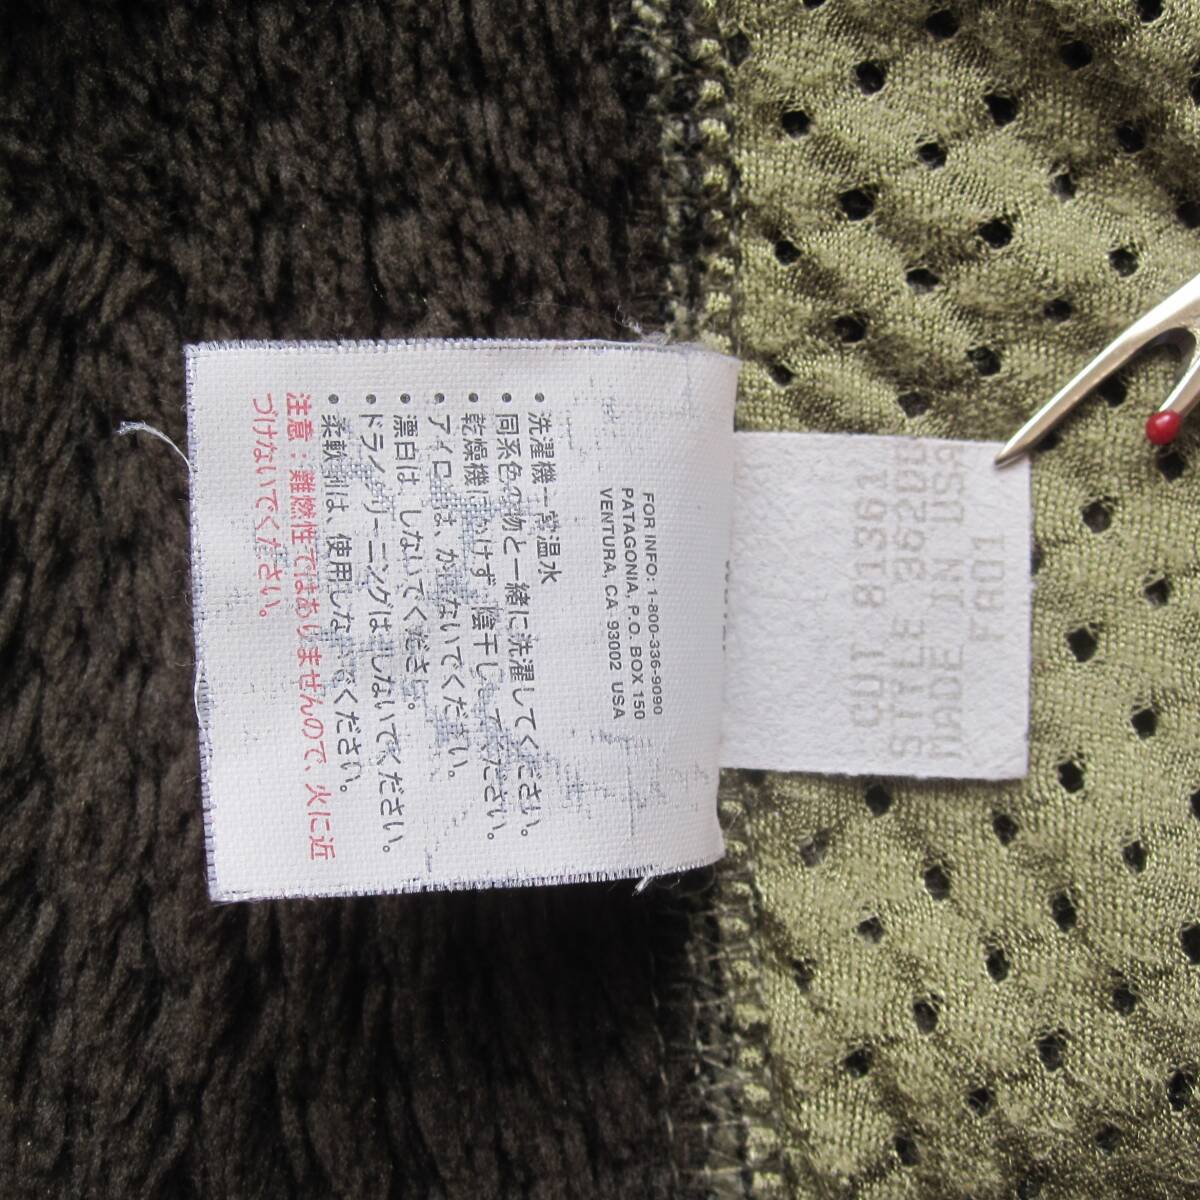 FOR INFO: 1-800-336-9090
PATAGONIA, P.O. BOX 150
VENTURA, CA 93002 USA
• 洗濯機ー常温水
• 同系色の物と一緒に洗濯してください。
• 乾燥機にかけず、陰干ししてください。
• アイロは、かないでください。
• 漂白は、しないでください。
• ドライクリーニングは、しないでください。
• 柔軟剤は、使用しないでください。
注意：難燃性ではありませんので、火に近
づけないでください。
CUT 81361
STYLE
MADE IN USA